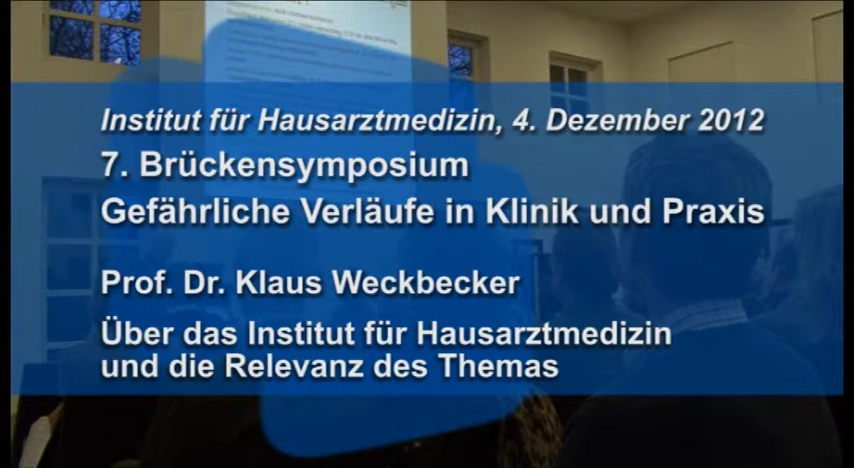 Institut für Hausarztmedizin, 4. Dezember 2012
7. Brückensymposium
Gefährliche Verläufe in Klinik und Praxis
Prof. Dr. Klaus Weckbecker
Über das Institut für Hausarztmedizin
und die Relevanz des Themas